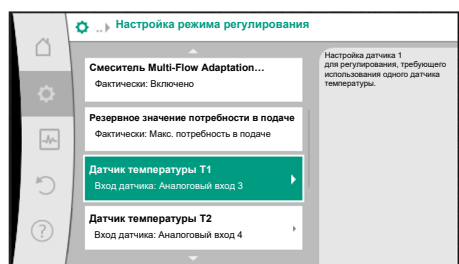 .. Настройка режима регулирования
Смеситель Multi-Flow Adaptation...
Фактически: Включено
Резервное значение потребности в подаче
Фактически: Макс. потребность в подаче
Датчик температуры T1
Вход датчика: Аналоговый вход 3
Датчик температуры T2
Вход датчика: Аналоговый вход 4
Настройка датчика 1
для регулирования, требующего
использования одного датчика
температуры.